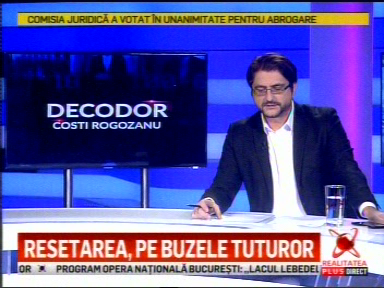 COMISIA JURIDICĂ A VOTAT ÎN UNANIMITATE PENTRU ABROGARE
DECODOR
COSTI ROGOZANU
RESETAREA, PE BUZELE TUTUROR
OR PROGRAM OPERA NAȚIONALĂ BUCUREȘTI: „LACUL LEBEDEL
REALITATEA
PLUS DIRECT